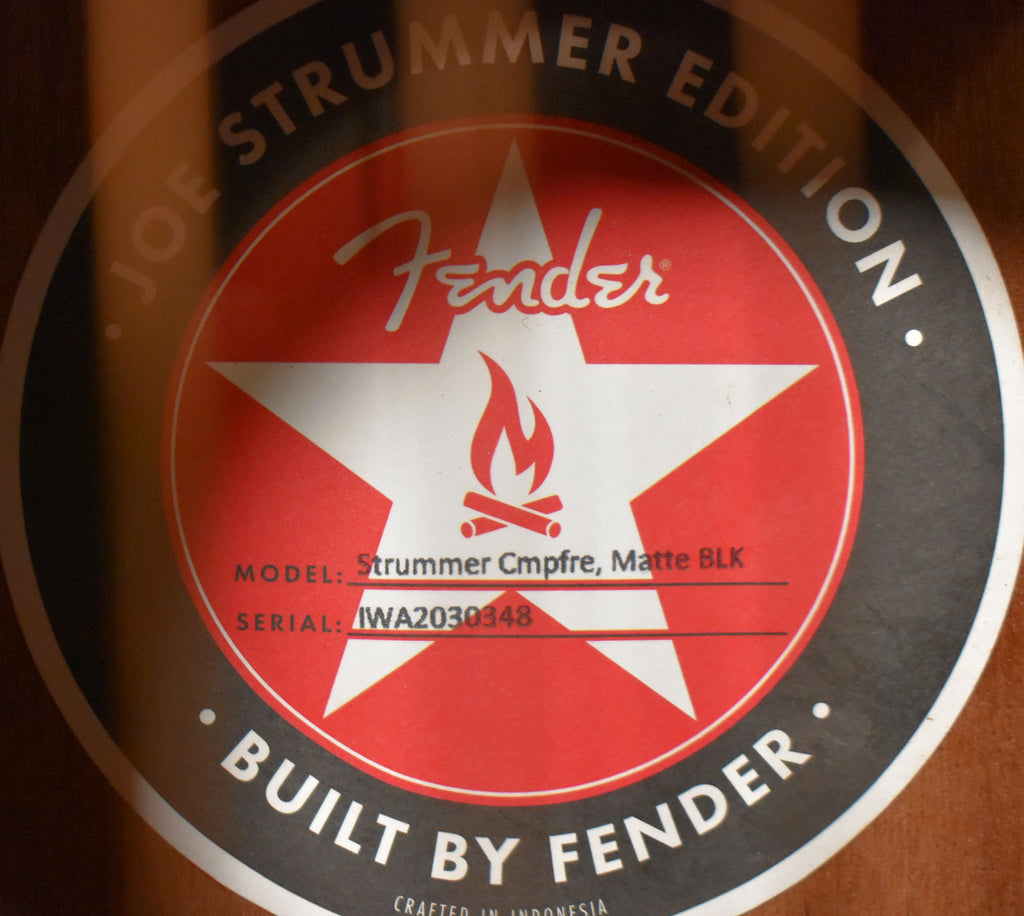 • JOE STRUMMER EDITION •
Fender®
MODEL: Strummer Cmpfre, Matte BLK
SERIAL: IWA2030348
• BUILT BY FENDER •
CRAFTED IN INDONESIA